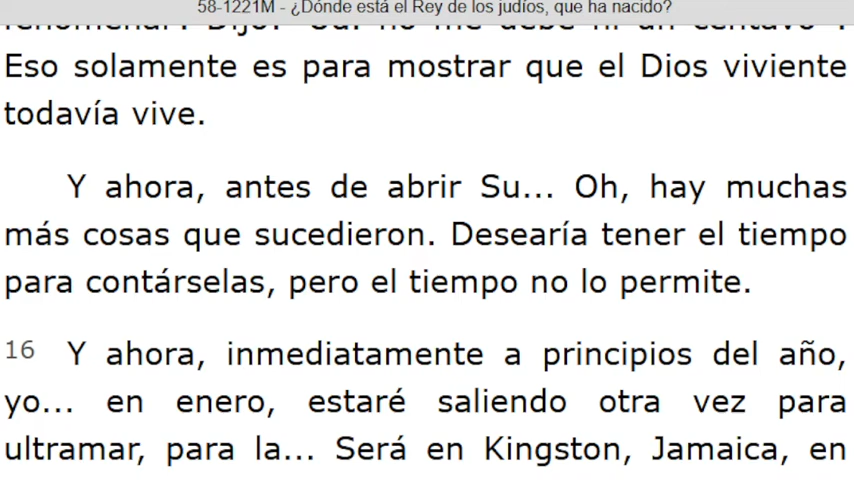 58-1221M - ¿Dónde está el Rey de los judíos, que ha nacido?
Eso solamente es para mostrar que el Dios viviente
todavía vive.
Y ahora, antes de abrir Su... Oh, hay muchas
más cosas que sucedieron. Desearía tener el tiempo
para contárselas, pero el tiempo no lo permite.
16 Y ahora, inmediatamente a principios del año,
yo... en enero, estaré saliendo otra vez para
ultramar, para la... Será en Kingston, Jamaica, en